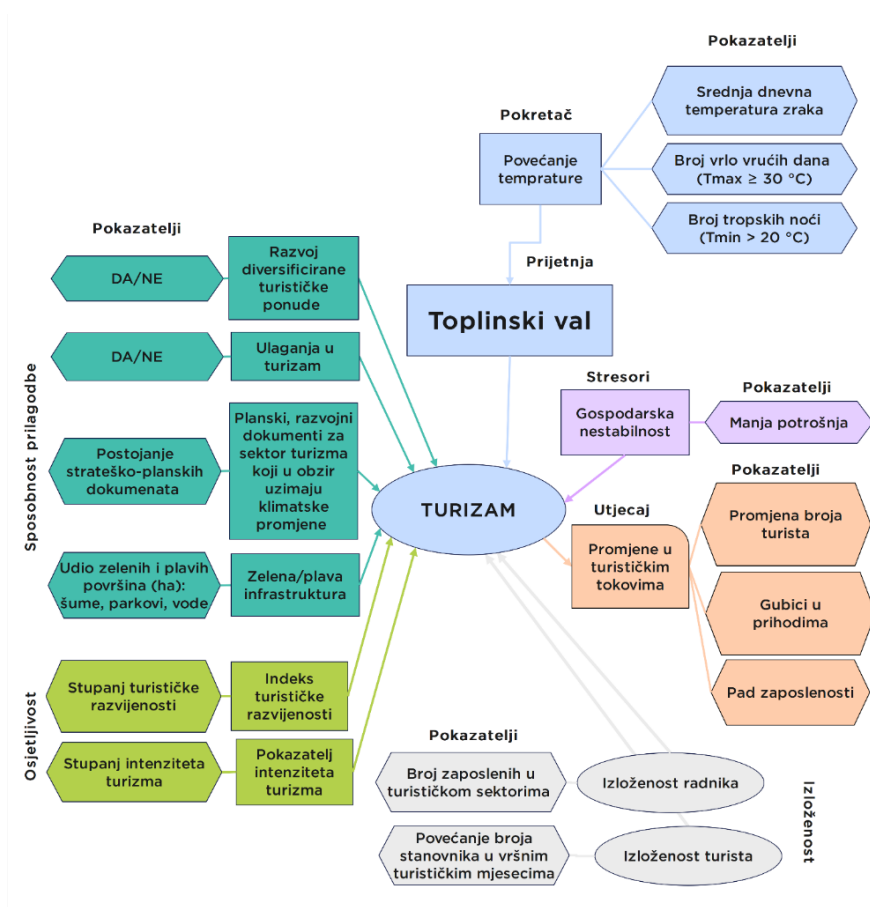 Pokazatelji
Srednja dnevna
temperatura zraka
Pokretač
Povećanje
temprature
Broj vrlo vrućih dana
(Tmax ≥ 30 °C)
Broj tropskih noći
(Tmin > 20 °C)
Prijetnja
Toplinski val
Pokazatelji
DA/NE
Razvoj
diversificirane
turističke
ponude
DA/NE
Ulaganja u
turizam
Sposobnost prilagodbe
Postojanje
strateško-planskih
dokumenata
Planski, razvojni
dokumenti za
sektor turizma
koji u obzir
uzimaju
klimatske
promjene
Udio zelenih i plavih
površina (ha):
šume, parkovi, vode
Zelena/plava
infrastruktura
Stresori
Gospodarska
nestabilnost
Pokazatelji
Manja potrošnja
TURIZAM
Utjecaj
Promjene u
turističkim
tokovima
Pokazatelji
Promjena broja
turista
Gubici u
prihodima
Pad zaposlenosti
Osjetljivost
Stupanj turističke
razvijenosti
Indeks
turističke
razvijenosti
Stupanj intenziteta
turizma
Pokazatelj
intenziteta
turizma
Pokazatelji
Broj zaposlenih u
turističkom sektorima
Izloženost radnika
Povećanje broja
stanovnika u vršnim
turističkim mjesecima
Izloženost turista
Izloženost